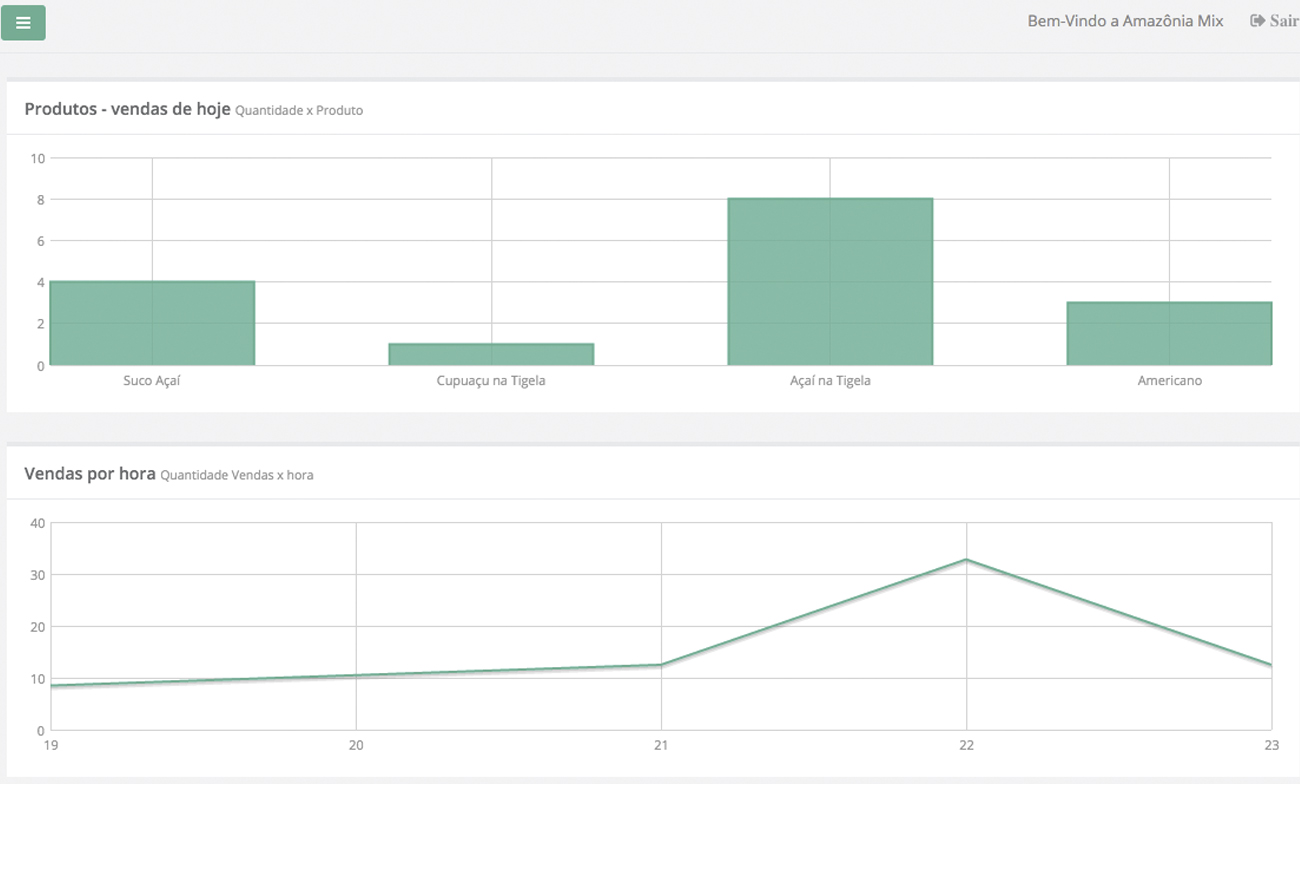 Bem-Vindo a Amazônia Mix Sair
Produtos - vendas de hoje Quantidade x Produto
10
8
6
4
2
0
Suco Açaí Cupuaçu na Tigela Açaí na Tigela Americano
Vendas por hora Quantidade Vendas x hora
40
30
20
10
0
19 20 21 22 23